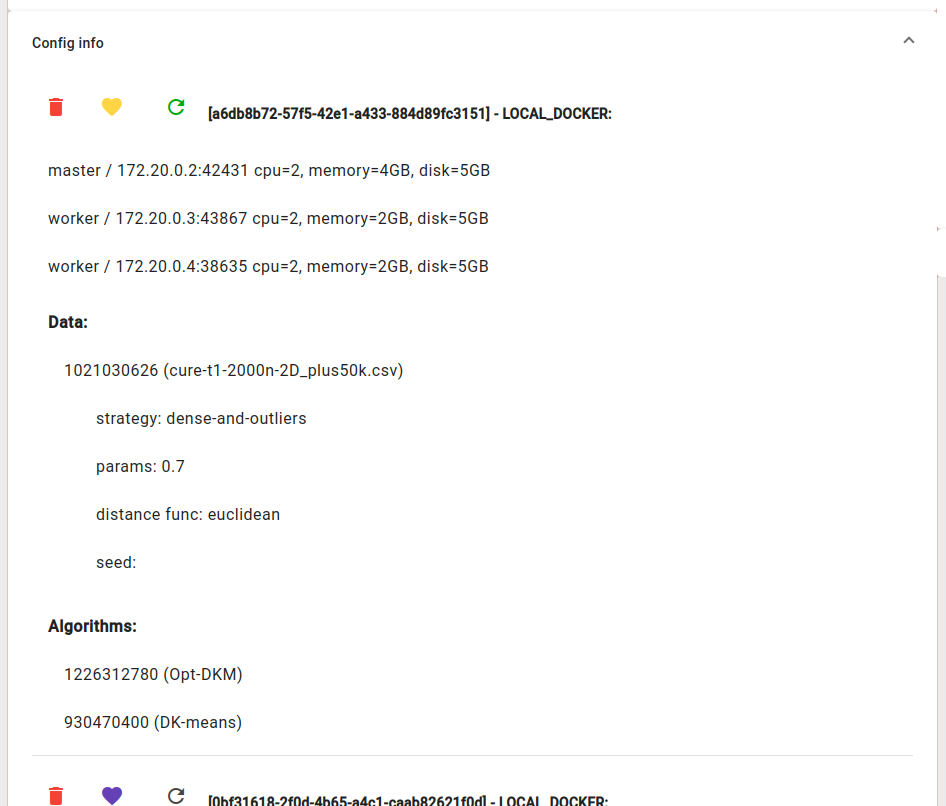 Config info
[a6db8b72-57f5-42e1-a433-884d89fc3151] - LOCAL_DOCKER:
master / 172.20.0.2:42431 cpu=2, memory=4GB, disk=5GB
worker / 172.20.0.3:43867 cpu=2, memory=2GB, disk=5GB
worker / 172.20.0.4:38635 cpu=2, memory=2GB, disk=5GB
Data:
1021030626 (cure-t1-2000n-2D_plus50k.csv)
strategy: dense-and-outliers
params: 0.7
distance func: euclidean
seed:
Algorithms:
1226312780 (Opt-DKM)
930470400 (DK-means)
[0bf31618-2f0d-4b65-a4c1-caab82621f0d] - LOCAL_DOCKER: